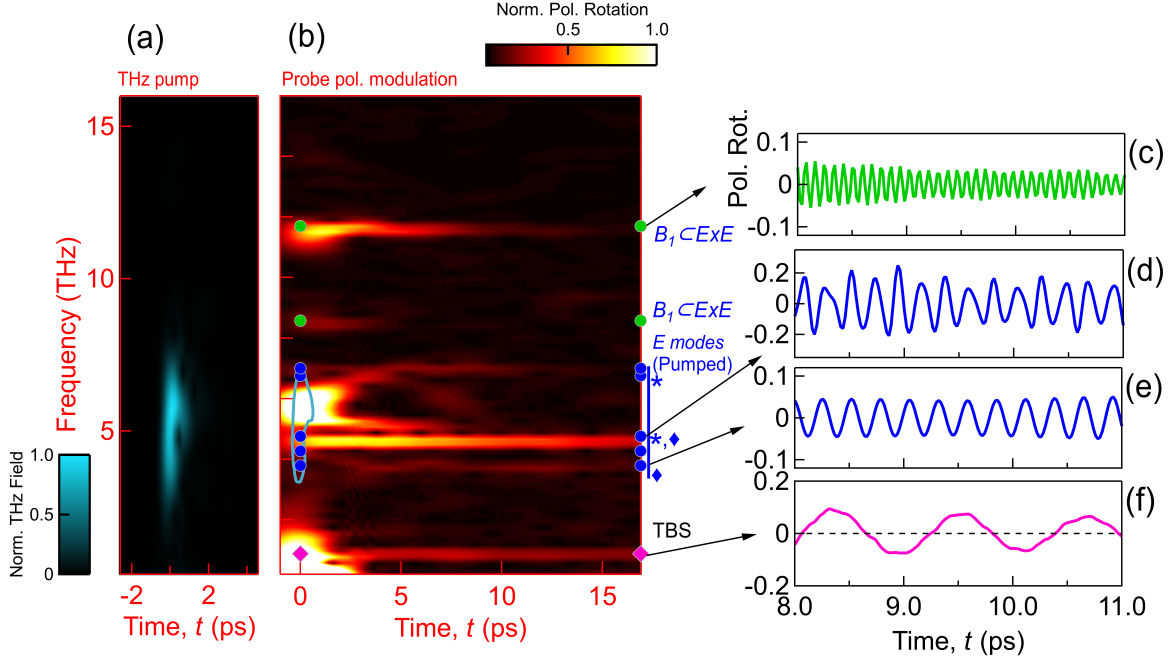 Norm. Pol. Rotation
0.5
1.0
(a)
(b)
THz pump
Probe pol. modulation
15
10
5
Frequency (THz)
Norm. THz Field
1.0
0.5
0
-2
2
Time, t (ps)
0
5
10
15
Time, t (ps)
B1⊂ExE
B1⊂ExE
E modes
(Pumped)
*
*,♦
♦
TBS
Pol. Rot.
0.1
0
-0.1
(c)
0.2
0
-0.2
(d)
0.1
0
-0.1
(e)
0.2
0
-0.2
(f)
8.0
9.0
10.0
11.0
Time, t (ps)